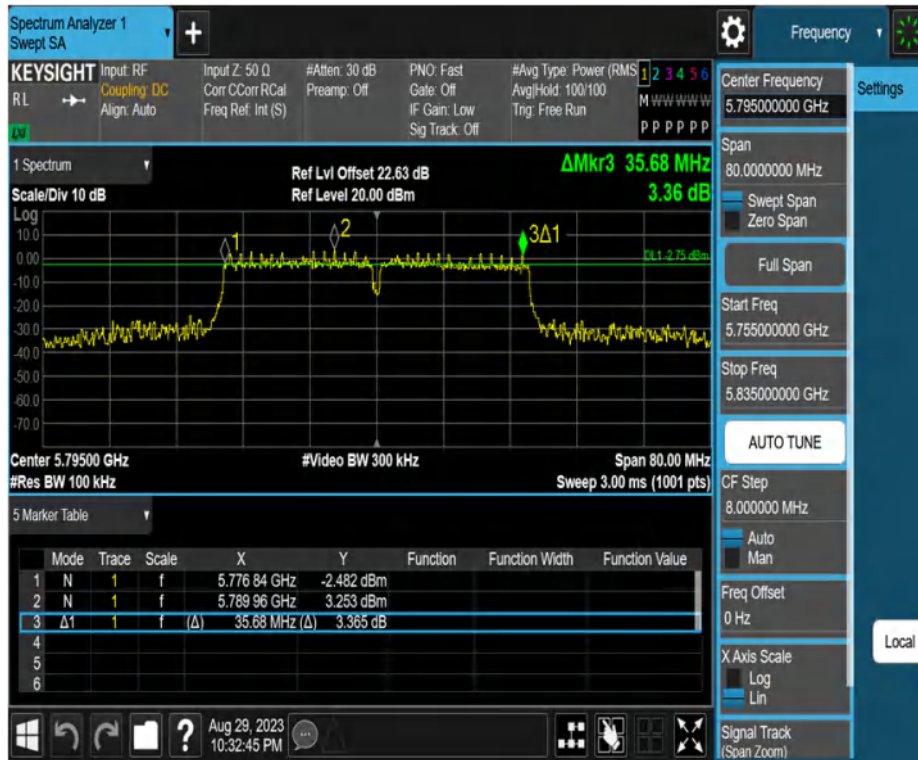 Spectrum Analyzer 1
Swept SA
+
Frequency
KEYSIGHT
RL
LXI
Input: RF
Coupling: DC
Align: Auto
Input Z: 50 Ω
Corr CCorr RCal
Freq Ref: Int (S)
#Atten: 30 dB
Preamp: Off
PNO: Fast
Gate: Off
IF Gain: Low
Sig Track: Off
#Avg Type: Power (RMS
Avg|Hold: 100/100
Trig: Free Run
1 2 3 4 5 6
M W W W W W
P P P P P P
Center Frequency
5.795000000 GHz
Settings
Span
80.0000000 MHz
Swept Span
Zero Span
Full Span
Start Freq
5.755000000 GHz
Stop Freq
5.835000000 GHz
AUTO TUNE
CF Step
8.000000 MHz
Auto
Man
Freq Offset
0 Hz
X Axis Scale
Log
Lin
Signal Track
(Span Zoom)
Local
1 Spectrum
Scale/Div 10 dB
Ref Lvl Offset 22.63 dB
Ref Level 20.00 dBm
ΔMkr3 35.68 MHz
3.36 dB
Log
10.0
0.00
-10.0
-20.0
-30.0
-40.0
-50.0
-60.0
-70.0
1
2
3Δ1
DL1 -2.75 dBm
Center 5.79500 GHz
#Video BW 300 kHz
Span 80.00 MHz
#Res BW 100 kHz
Sweep 3.00 ms (1001 pts)
5 Marker Table
Mode Trace Scale X Y Function Function Width Function Value
1 N 1 f 5.776 84 GHz -2.482 dBm
2 N 1 f 5.789 96 GHz 3.253 dBm
3 Δ1 1 f (Δ) 35.68 MHz (Δ) 3.365 dB
4
5
6
?
Aug 29, 2023
10:32:45 PM